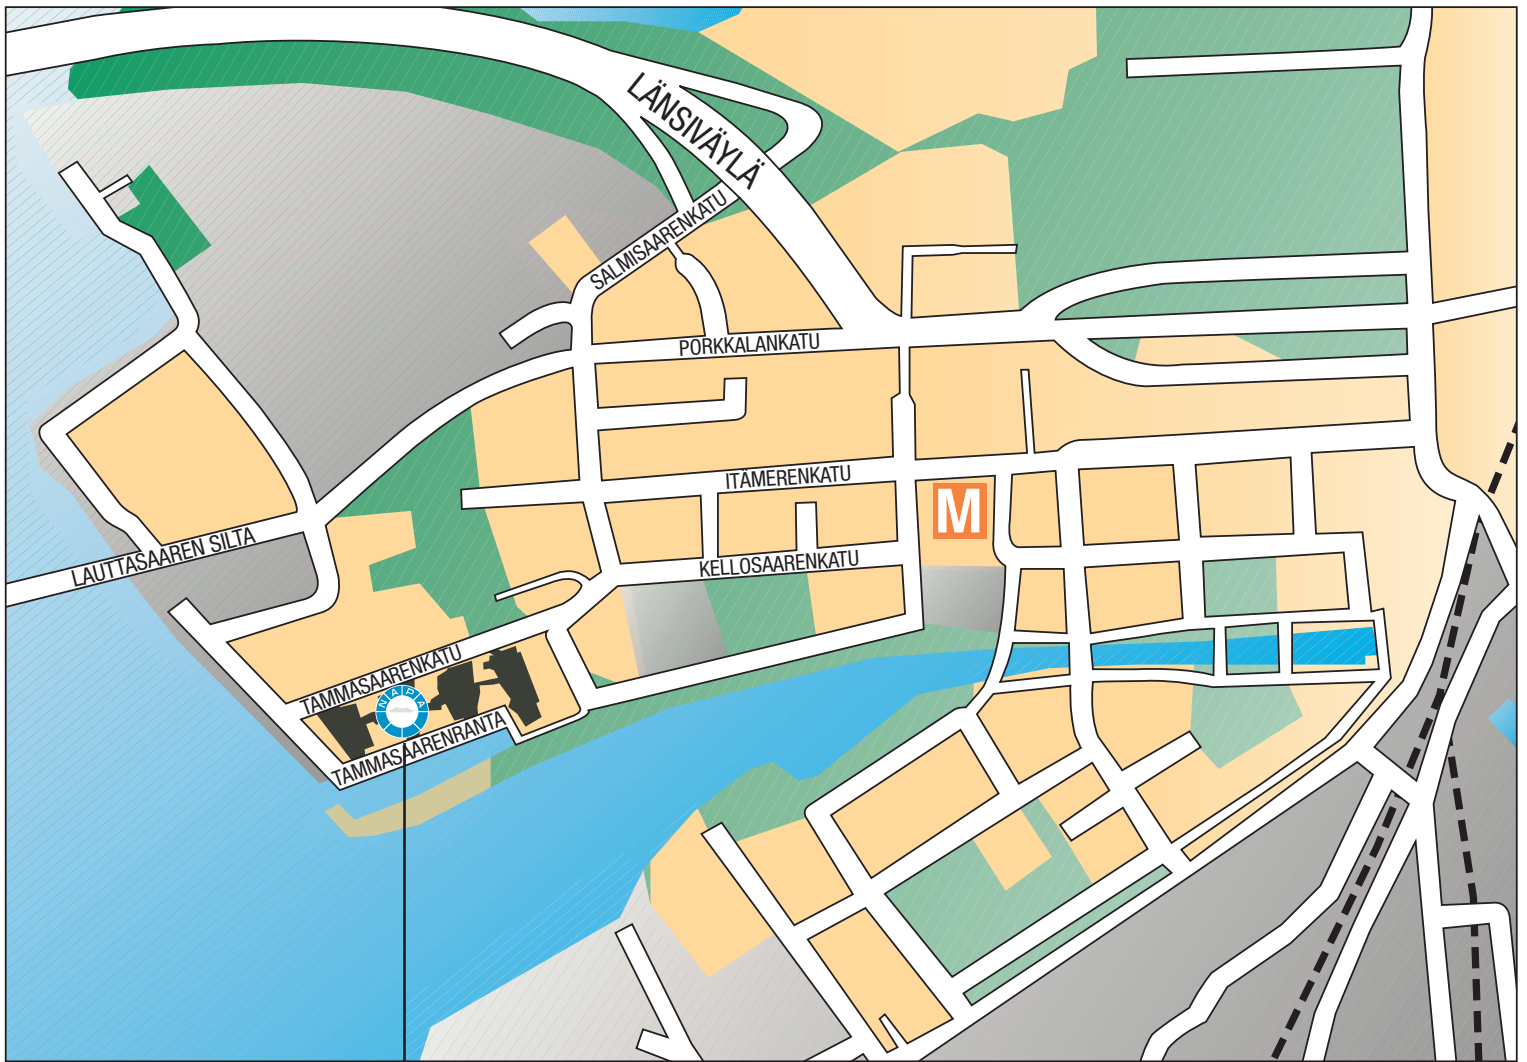 LÄNSIVÄYLÄ
SALMISAARENKATU
PORKKALANKATU
ITÄMERENKATU
M
LAUTTASAAREN SILTA
KELLOSAARENKATU
TAMMASAARENKATU
NAPA
TAMMASAARENRANTA